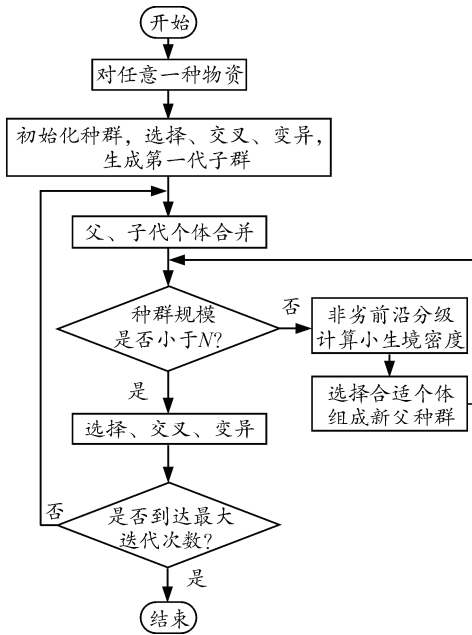 开始
对任意一种物资
初始化种群，选择、交叉、变异，
生成第一代子群
父、子代个体合并
种群规模
是否小于N?
否
非劣前沿分级
计算小生境密度
是
选择合适个体
组成新父种群
选择、交叉、变异
否
是否到达最大
迭代次数?
是
结束